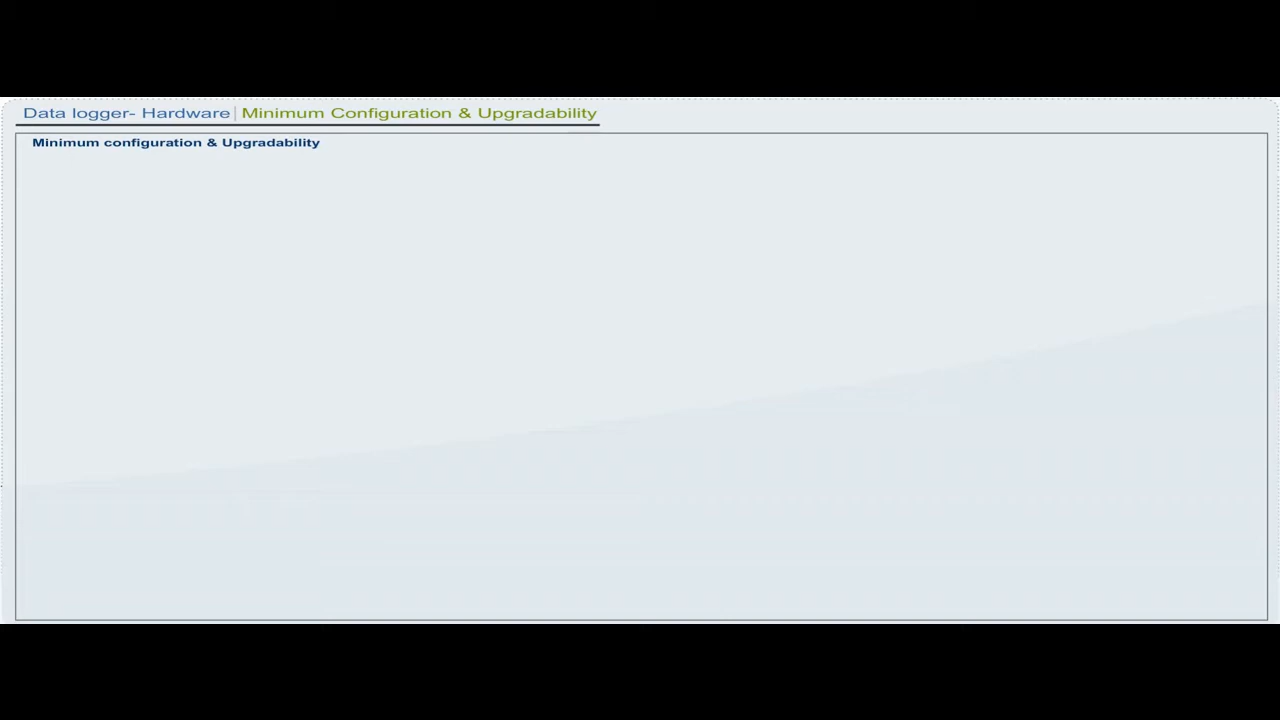 Data logger- Hardware| Minimum Configuration & Upgradability
Minimum configuration & Upgradability